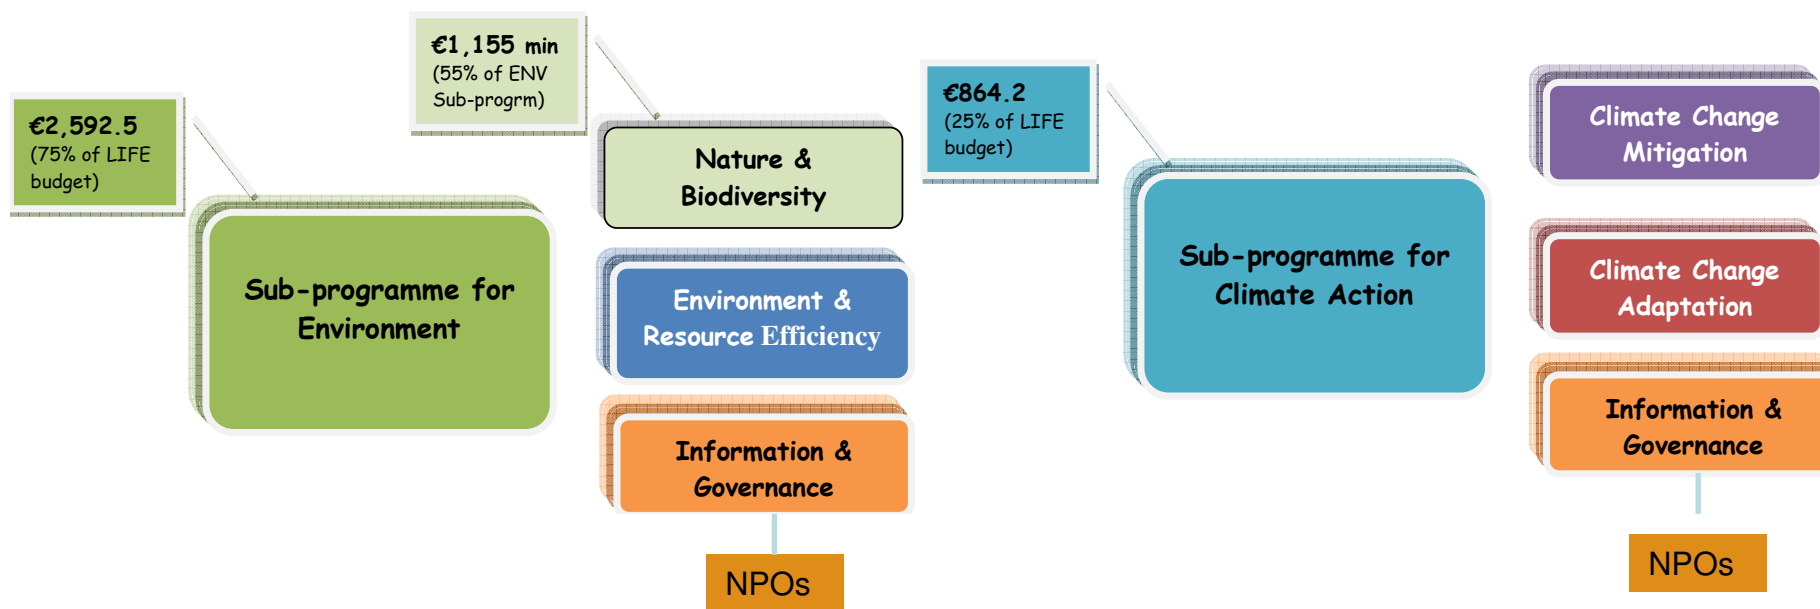 €2,592.5
(75% of LIFE
budget)
Sub-programme for
Environment
€1,155 min
(55% of ENV
Sub-progrm)
Nature &
Biodiversity
Environment &
Resource Efficiency
Information &
Governance
NPOs
€864.2
(25% of LIFE
budget)
Sub-programme for
Climate Action
Climate Change
Mitigation
Climate Change
Adaptation
Information &
Governance
NPOs